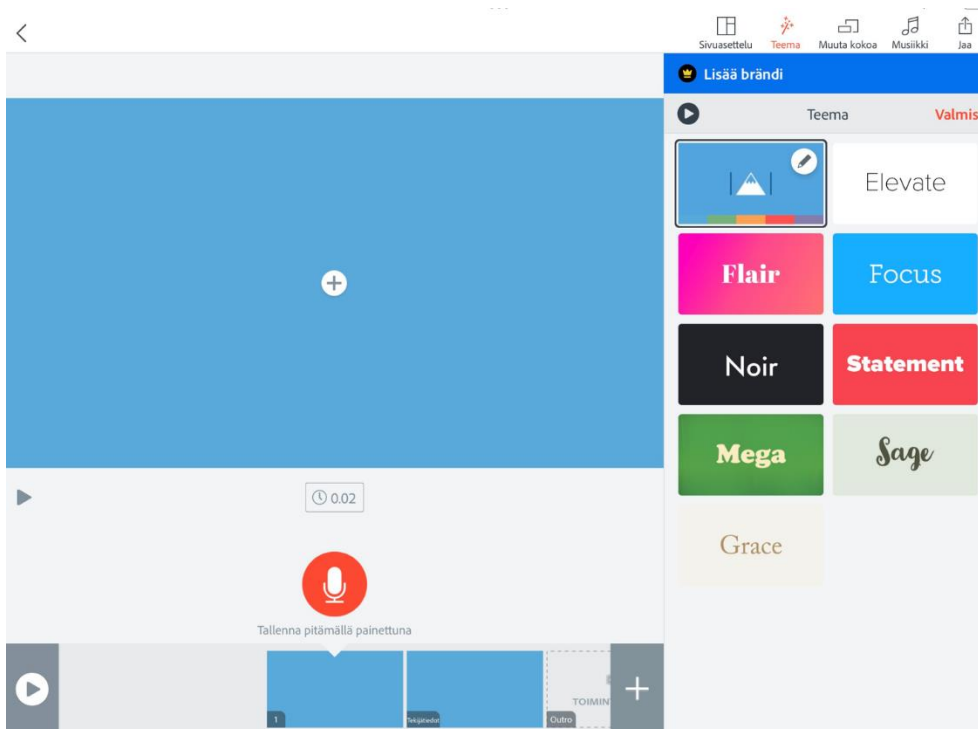 Sivuasettelu Teema Muuta kokoa Musiikki Jaa
Lisää brändi
Teema Valmis
Elevate
Flair Focus
Noir Statement
Mega Sage
Grace
0.02
Tallenna pitämällä painettuna
TOIMIN
1 Tekijätiedot Outro